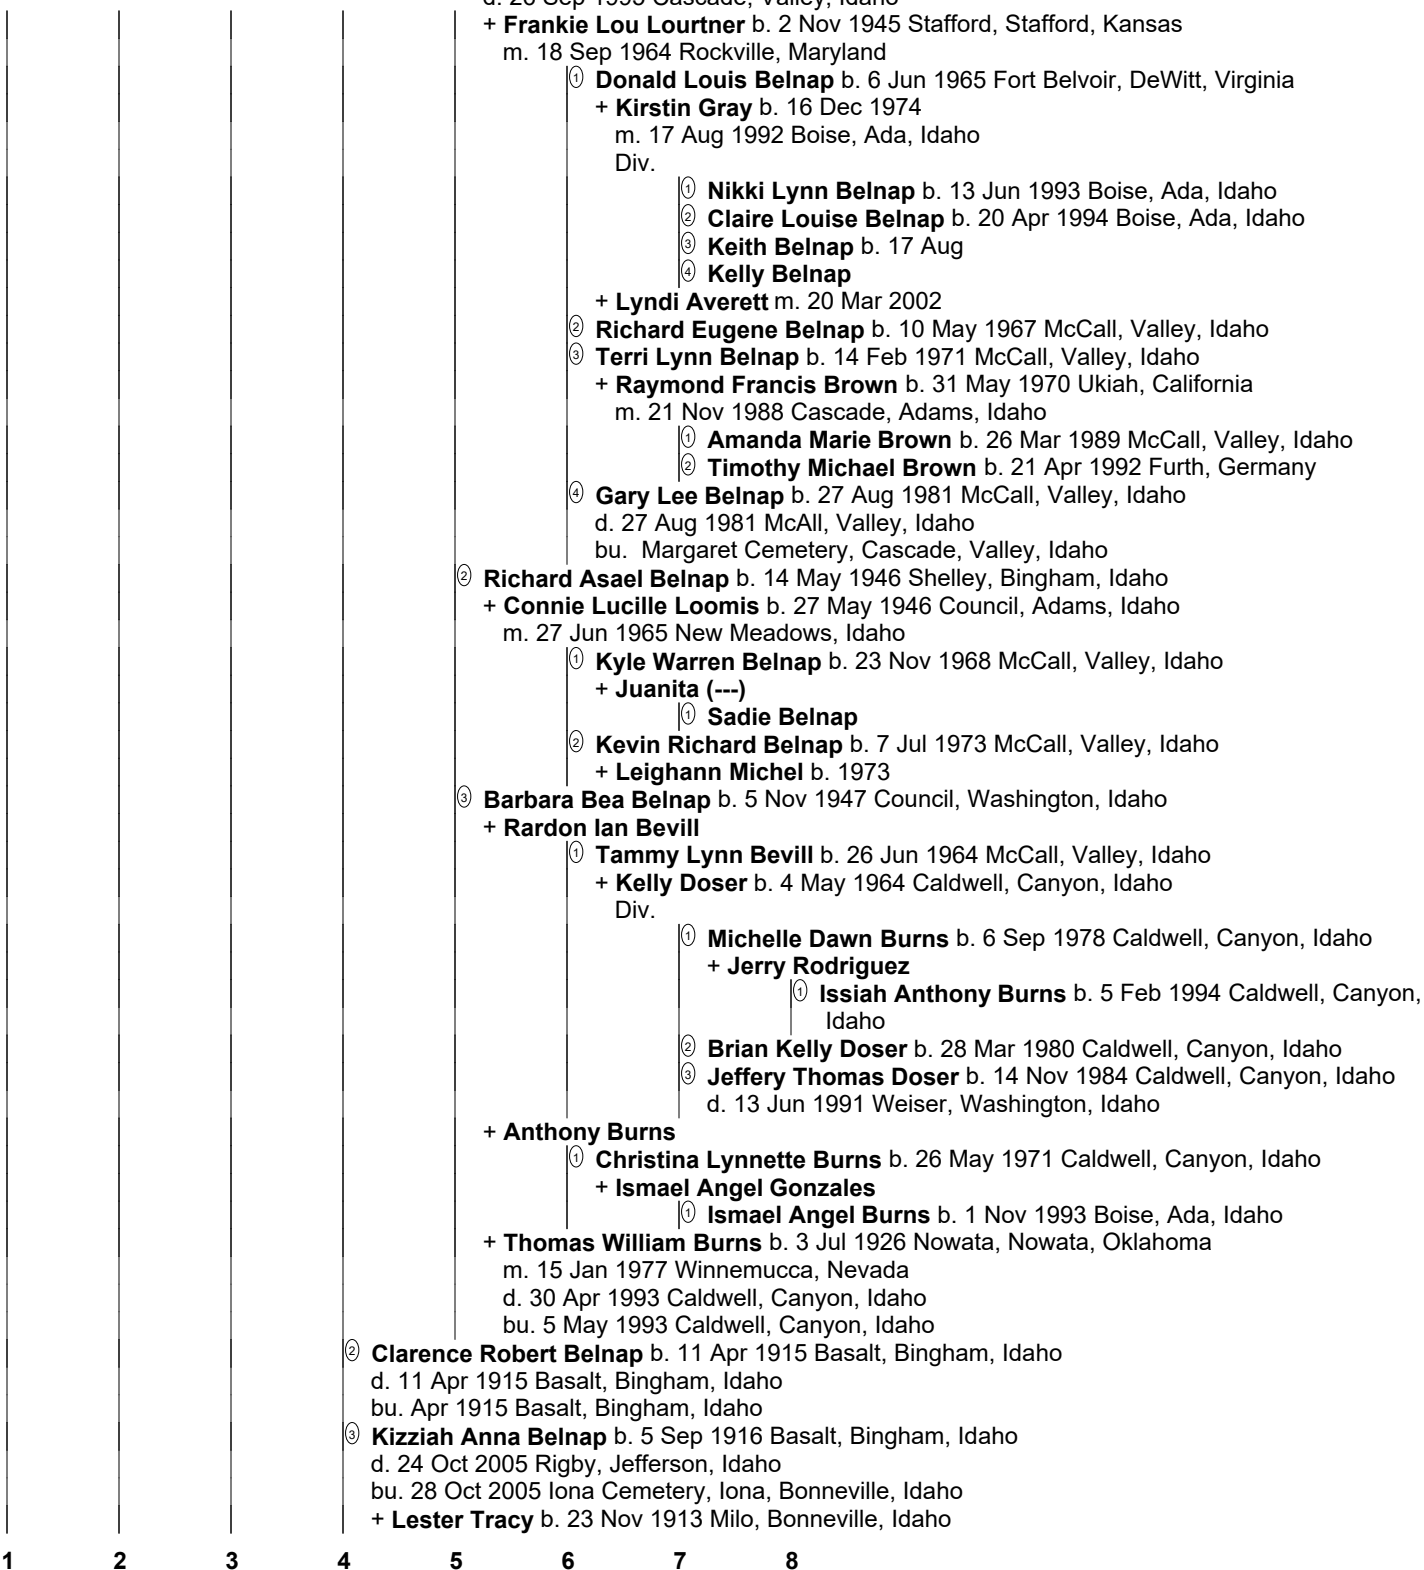 d. 20 Sep 1995 Cascade, Valley, Idaho
+ Frankie Lou Lourtner b. 2 Nov 1945 Stafford, Stafford, Kansas
m. 18 Sep 1964 Rockville, Maryland
1 Donald Louis Belnap b. 6 Jun 1965 Fort Belvoir, DeWitt, Virginia
+ Kirstin Gray b. 16 Dec 1974
m. 17 Aug 1992 Boise, Ada, Idaho
Div.
1 Nikki Lynn Belnap b. 13 Jun 1993 Boise, Ada, Idaho
2 Claire Louise Belnap b. 20 Apr 1994 Boise, Ada, Idaho
3 Keith Belnap b. 17 Aug
4 Kelly Belnap
+ Lyndi Averett m. 20 Mar 2002
2 Richard Eugene Belnap b. 10 May 1967 McCall, Valley, Idaho
3 Terri Lynn Belnap b. 14 Feb 1971 McCall, Valley, Idaho
+ Raymond Francis Brown b. 31 May 1970 Ukiah, California
m. 21 Nov 1988 Cascade, Adams, Idaho
1 Amanda Marie Brown b. 26 Mar 1989 McCall, Valley, Idaho
2 Timothy Michael Brown b. 21 Apr 1992 Furth, Germany
4 Gary Lee Belnap b. 27 Aug 1981 McCall, Valley, Idaho
d. 27 Aug 1981 McAll, Valley, Idaho
bu. Margaret Cemetery, Cascade, Valley, Idaho
2 Richard Asael Belnap b. 14 May 1946 Shelley, Bingham, Idaho
+ Connie Lucille Loomis b. 27 May 1946 Council, Adams, Idaho
m. 27 Jun 1965 New Meadows, Idaho
1 Kyle Warren Belnap b. 23 Nov 1968 McCall, Valley, Idaho
+ Juanita (---)
1 Sadie Belnap
2 Kevin Richard Belnap b. 7 Jul 1973 McCall, Valley, Idaho
+ Leighann Michel b. 1973
3 Barbara Bea Belnap b. 5 Nov 1947 Council, Washington, Idaho
+ Rardon Ian Bevill
1 Tammy Lynn Bevill b. 26 Jun 1964 McCall, Valley, Idaho
+ Kelly Doser b. 4 May 1964 Caldwell, Canyon, Idaho
Div.
1 Michelle Dawn Burns b. 6 Sep 1978 Caldwell, Canyon, Idaho
+ Jerry Rodriguez
1 Issiah Anthony Burns b. 5 Feb 1994 Caldwell, Canyon,
Idaho
2 Brian Kelly Doser b. 28 Mar 1980 Caldwell, Canyon, Idaho
3 Jeffery Thomas Doser b. 14 Nov 1984 Caldwell, Canyon, Idaho
d. 13 Jun 1991 Weiser, Washington, Idaho
+ Anthony Burns
1 Christina Lynnette Burns b. 26 May 1971 Caldwell, Canyon, Idaho
+ Ismael Angel Gonzales
1 Ismael Angel Burns b. 1 Nov 1993 Boise, Ada, Idaho
+ Thomas William Burns b. 3 Jul 1926 Nowata, Nowata, Oklahoma
m. 15 Jan 1977 Winnemucca, Nevada
d. 30 Apr 1993 Caldwell, Canyon, Idaho
bu. 5 May 1993 Caldwell, Canyon, Idaho
2 Clarence Robert Belnap b. 11 Apr 1915 Basalt, Bingham, Idaho
d. 11 Apr 1915 Basalt, Bingham, Idaho
bu. Apr 1915 Basalt, Bingham, Idaho
3 Kizziah Anna Belnap b. 5 Sep 1916 Basalt, Bingham, Idaho
d. 24 Oct 2005 Rigby, Jefferson, Idaho
bu. 28 Oct 2005 Iona Cemetery, Iona, Bonneville, Idaho
+ Lester Tracy b. 23 Nov 1913 Milo, Bonneville, Idaho
1 2 3 4 5 6 7 8